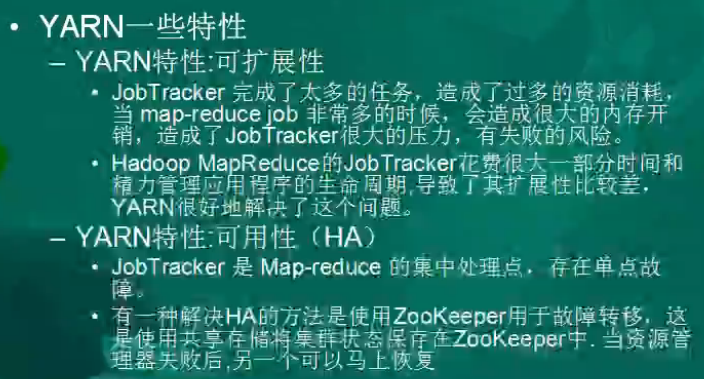 • YARN一些特性
– YARN特性:可扩展性
• JobTracker 完成了太多的任务，造成了过多的资源消耗，
当 map-reduce job 非常多的时候，会造成很大的内存开
销，造成了JobTracker很大的压力，有失败的风险。
• Hadoop MapReduce的JobTracker花费很大一部分时间和
精力管理应用程序的生命周期,导致了其扩展性比较差，
YARN很好地解决了这个问题。
– YARN特性:可用性（HA）
• JobTracker 是 Map-reduce 的集中处理点，存在单点故
障。
• 有一种解决HA的方法是使用ZooKeeper用于故障转移，这
是使用共享存储将集群状态保存在ZooKeeper中. 当资源管
理器失败后,另一个可以马上恢复